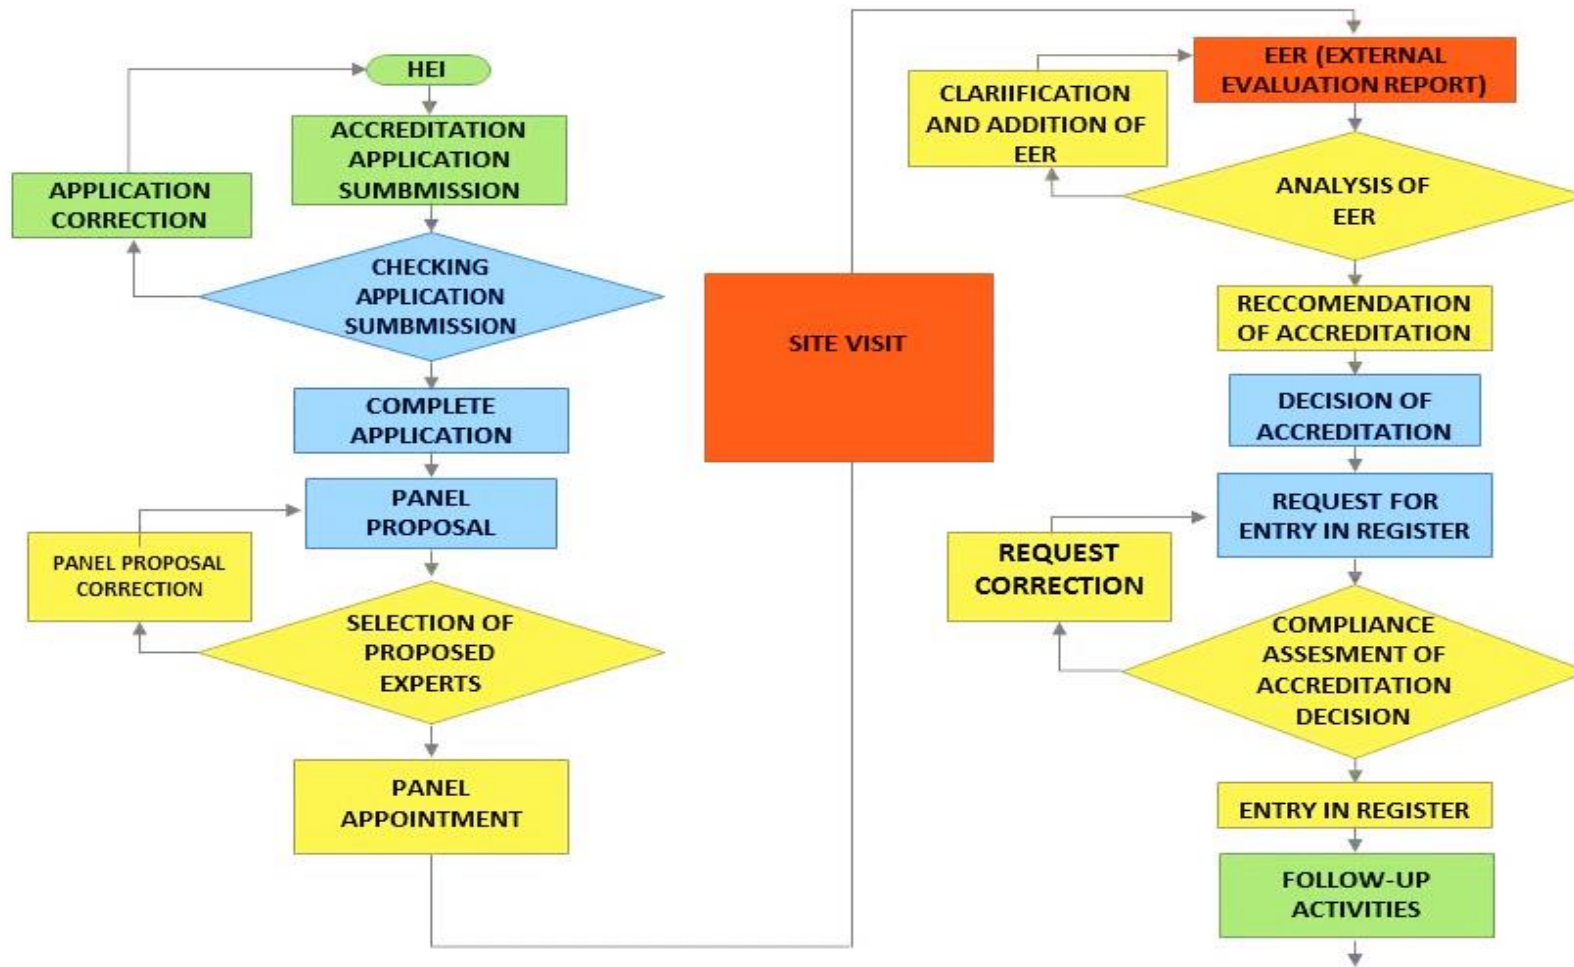 HEI
ACCREDITATION
APPLICATION
SUMBMISSION
APPLICATION
CORRECTION
CHECKING
APPLICATION
SUMBMISSION
COMPLETE
APPLICATION
PANEL
PROPOSAL
PANEL PROPOSAL
CORRECTION
SELECTION OF
PROPOSED
EXPERTS
PANEL
APPOINTMENT
SITE VISIT
EER (EXTERNAL
EVALUATION REPORT)
CLARIIFICATION
AND ADDITION OF
EER
ANALYSIS OF
EER
RECCOMENDATION
OF ACCREDITATION
DECISION OF
ACCREDITATION
REQUEST FOR
ENTRY IN REGISTER
REQUEST
CORRECTION
COMPLIANCE
ASSESMENT OF
ACCREDITATION
DECISION
ENTRY IN REGISTER
FOLLOW-UP
ACTIVITIES